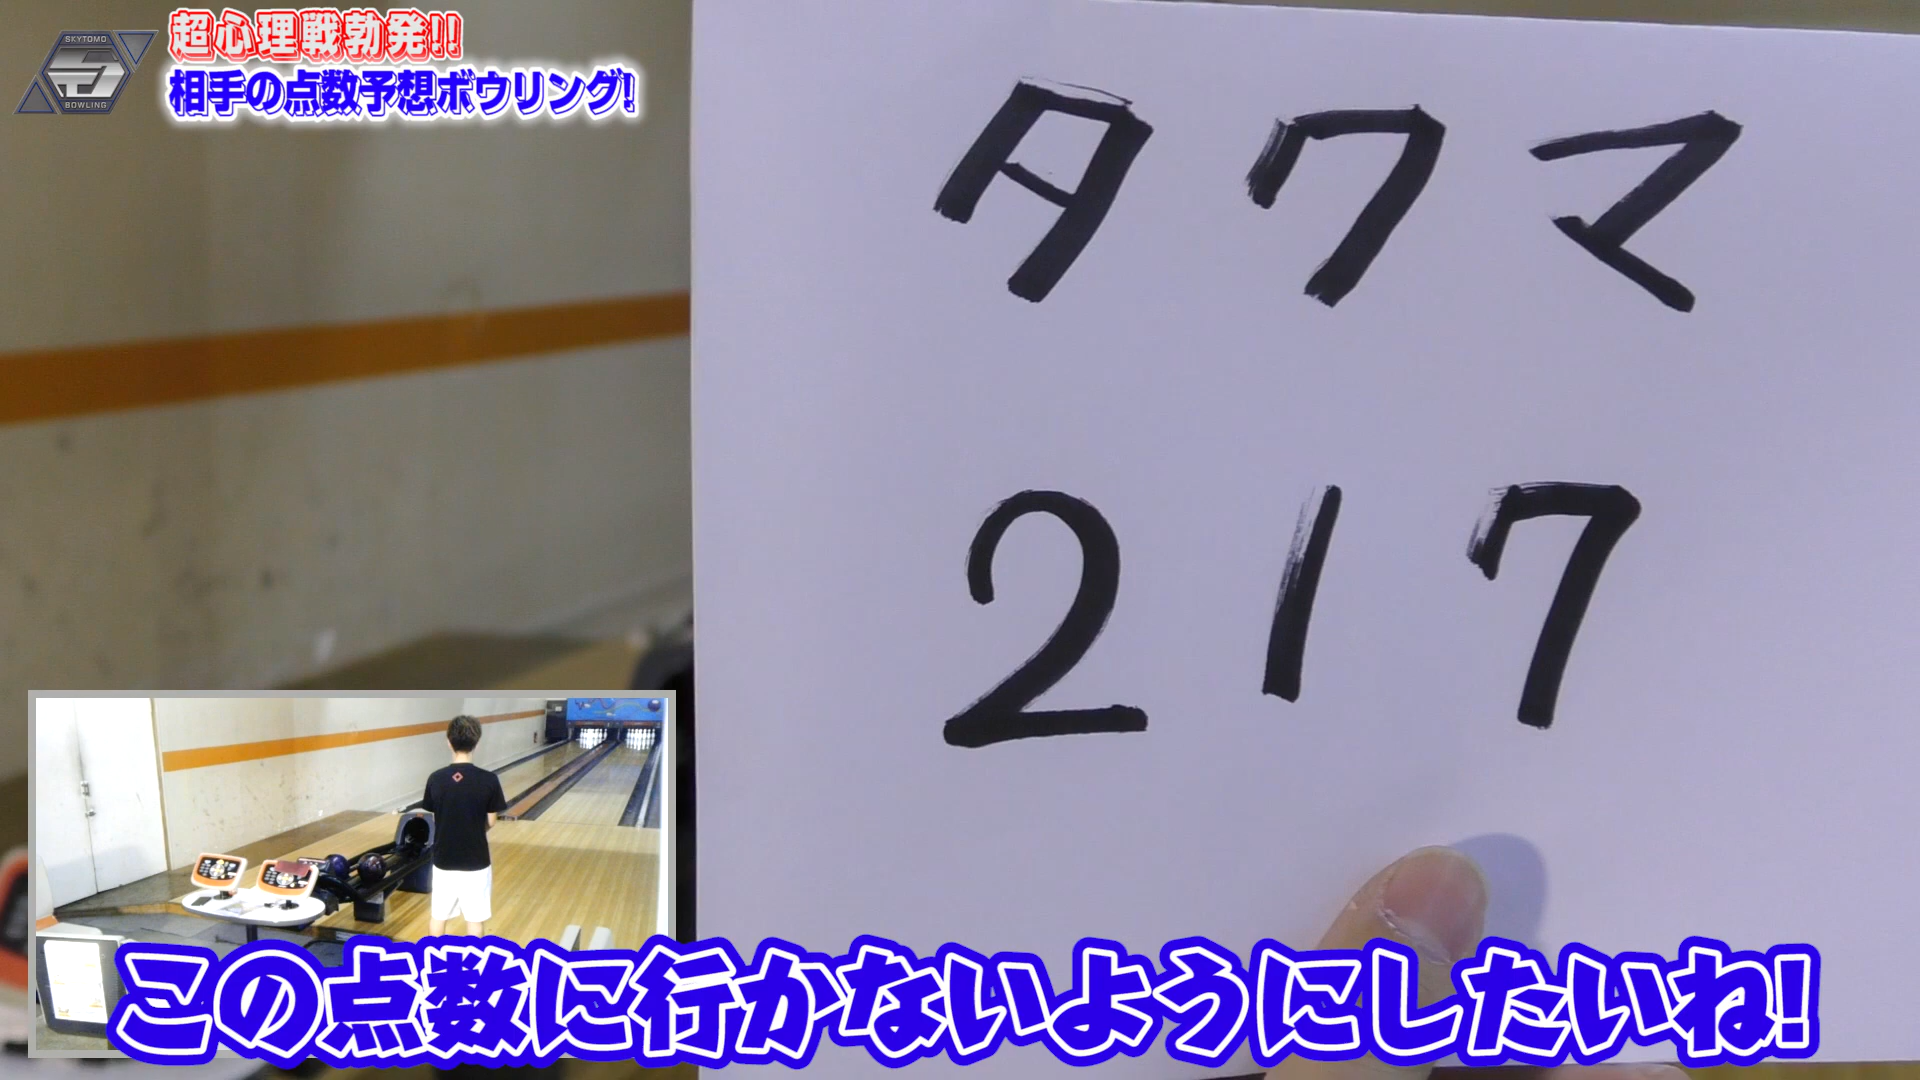 SKYTOMO
BOWLING
超心理戦勃発!!
相手の点数予想ボウリング!
タクマ
217
この点数に行かないようにしたいね!